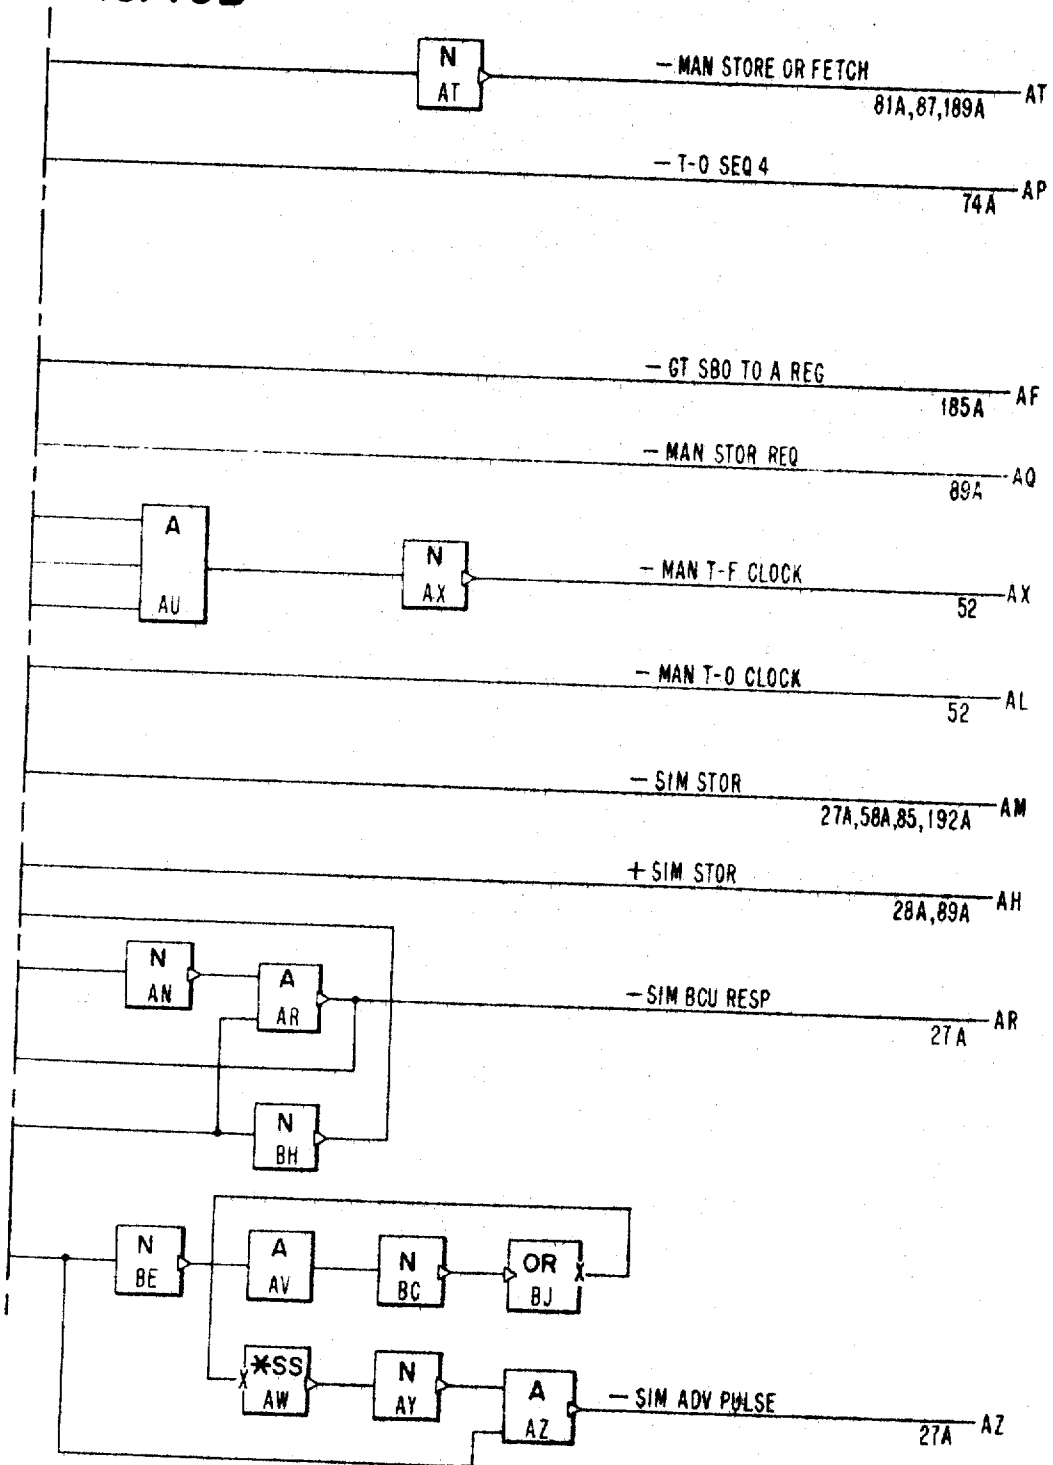 N
AT
— MAN STORE OR FETCH
81A,87,189A
AT
— T-O SEQ 4
74A
AP
— GT SBO TO A REG
185A
AF
— MAN STOR REQ
89A
AQ
A
AU
N
AX
— MAN T-F CLOCK
52
AX
— MAN T-O CLOCK
52
AL
— SIM STOR
27A,58A,85,192A
AM
+ SIM STOR
28A,89A
AH
N
AN
A
AR
— SIM BCU RESP
27A
AR
N
BH
N
BE
A
AV
N
BC
OR
X
BJ
X
*SS
AW
N
AY
A
AZ
— SIM ADV PULSE
27A
AZ